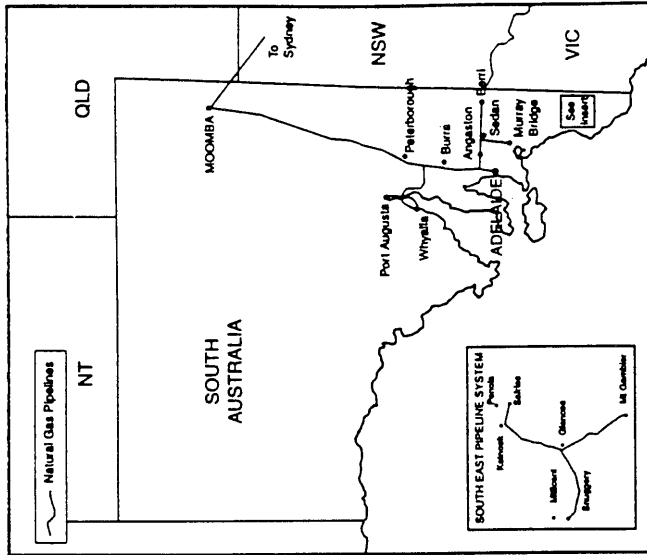 Natural Gas Pipelines
NT
QLD
SOUTH
AUSTRALIA
MOOMBA
To
Sydney
NSW
Peterborough
Burra
Port Augusta
Whyalla
Angaston
Berri
Sedan
Murray
Bridge
ADELAIDE
VIC
See
Insert
SOUTH EAST PIPELINE SYSTEM
Penola
Katnook
Safries
Glencoe
Millicent
Snuggery
Mt Gambier